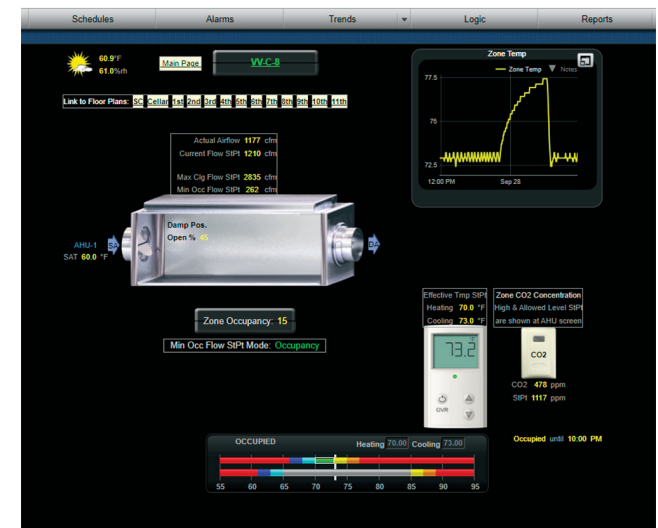 Schedules Alarms Trends Logic Reports
60.9°F
61.0%rh
Main Page
VV-C-8
Link to Floor Plans: SC Cellar 1st 2nd 3rd 4th 5th 6th 7th 8th 9th 10th 11th
Zone Temp
Zone Temp Notes
77.5
75
72.5
12:00 PM Sep 28
Actual Airflow 1177 cfm
Current Flow StPt 1210 cfm
Max Clg Flow StPt 2835 cfm
Min Occ Flow StPt 262 cfm
Damp Pos.
Open % 45
AHU-1 SA
SAT 60.0 °F
DA
Zone Occupancy: 15
Min Occ Flow StPt Mode: Occupancy
Effective Tmp StPt
Heating 70.0 °F
Cooling 73.0 °F
Zone CO2 Concentration
High & Allowed Level StPt
are shown at AHU screen
73.2
OVR
CO2
CO2 478 ppm
StPt 1117 ppm
OCCUPIED Heating 70.00 Cooling 73.00
55 60 65 70 75 80 85 90 95
Occupied until 10:00 PM